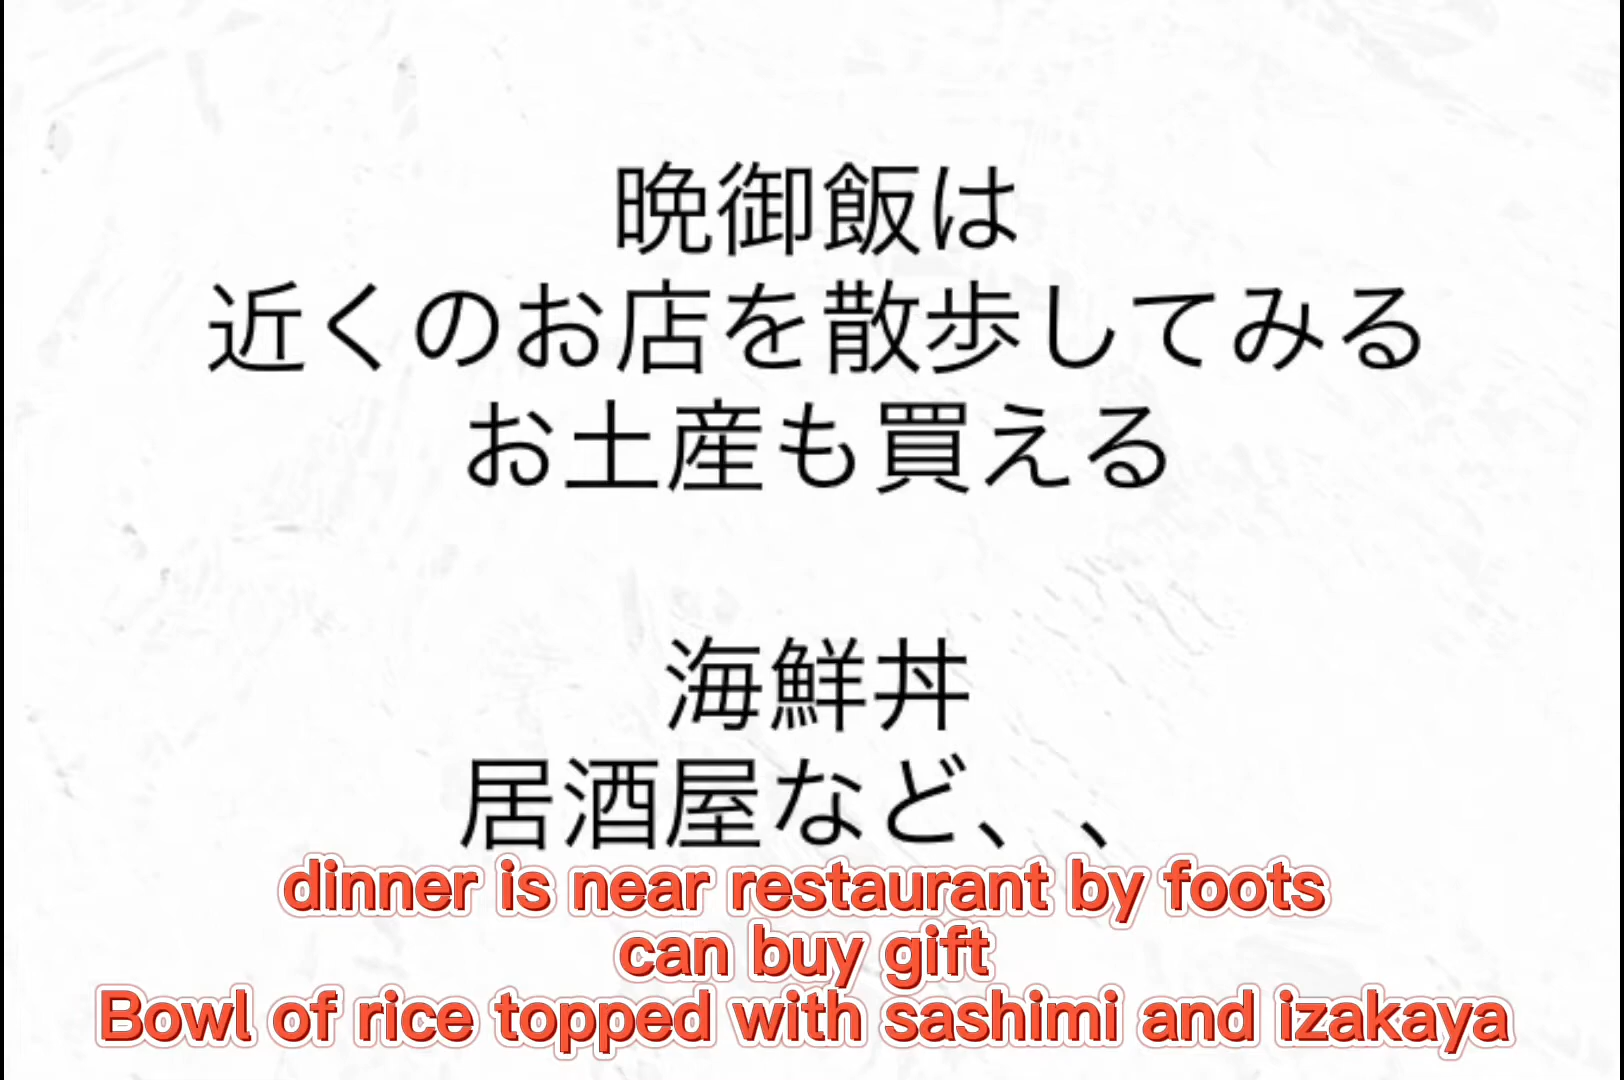 晩御飯は
近くのお店を散歩してみる
お土産も買える
海鮮丼
居酒屋など、、
dinner is near restaurant by foots
can buy gift
Bowl of rice topped with sashimi and izakaya